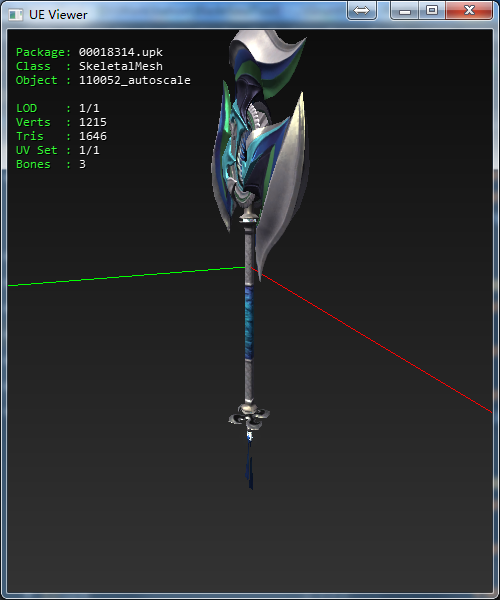 UE Viewer
Package: 00018314.upk
Class : SkeletalMesh
Object : 110052_autoscale
LOD : 1/1
Verts : 1215
Tris : 1646
UV Set : 1/1
Bones : 3